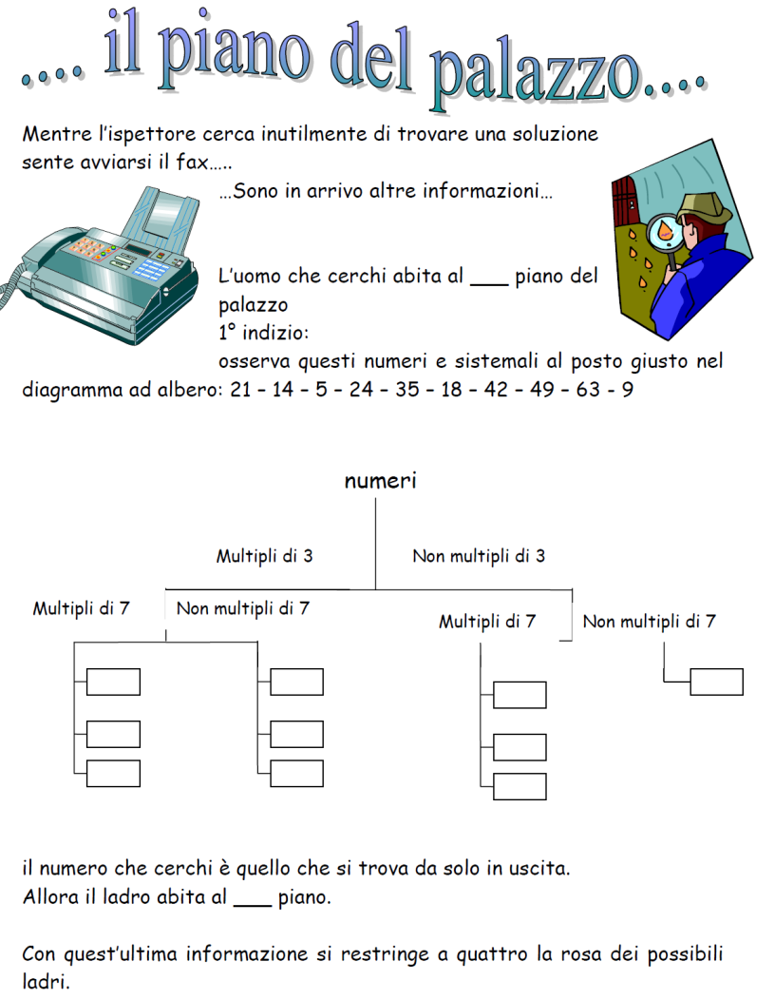 .... il piano del palazzo....
Mentre l'ispettore cerca inutilmente di trovare una soluzione
sente avviarsi il fax…..
…Sono in arrivo altre informazioni…
L'uomo che cerchi abita al ___ piano del
palazzo
1° indizio:
osserva questi numeri e sistemali al posto giusto nel
diagramma ad albero: 21 – 14 – 5 – 24 – 35 – 18 – 42 – 49 – 63 - 9
numeri
Multipli di 3 Non multipli di 3
Multipli di 7 Non multipli di 7 Multipli di 7 Non multipli di 7
il numero che cerchi è quello che si trova da solo in uscita.
Allora il ladro abita al ___ piano.
Con quest'ultima informazione si restringe a quattro la rosa dei possibili
ladri.